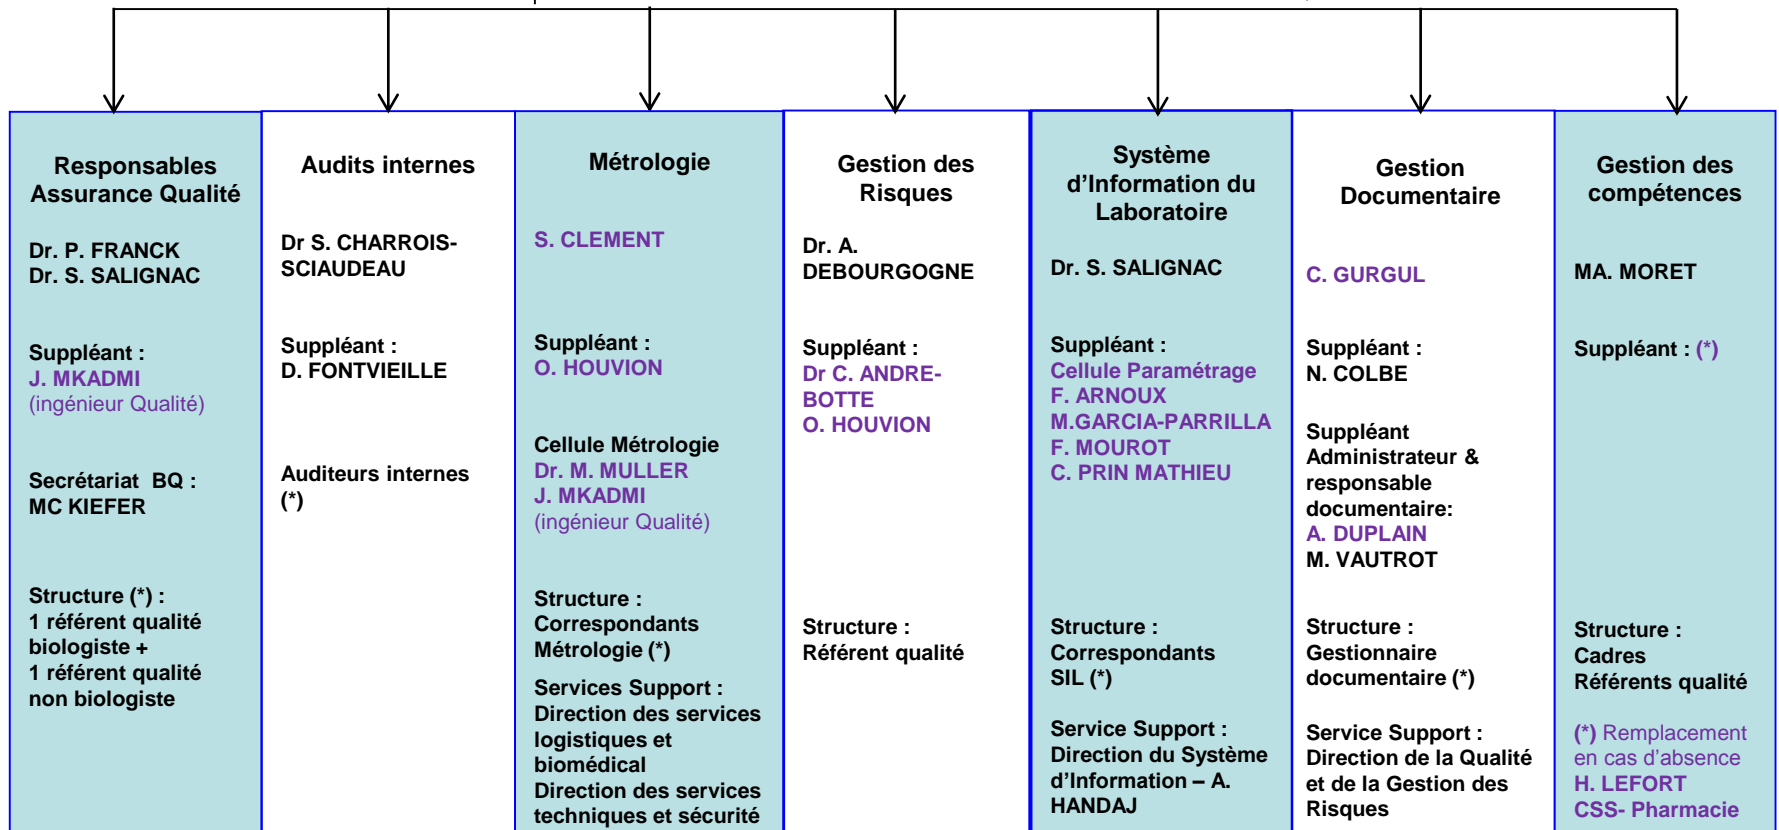 Responsables
Assurance Qualité
Dr. P. FRANCK
Dr. S. SALIGNAC
Suppléant :
J. MKADMI
(ingénieur Qualité)
Secrétariat BQ :
MC KIEFER
Structure (*) :
1 référent qualité
biologiste +
1 référent qualité
non biologiste
Audits internes
Dr S. CHARROIS-
SCIAUDEAU
Suppléant :
D. FONTVIEILLE
Auditeurs internes
(*)
Métrologie
S. CLEMENT
Suppléant :
O. HOUVION
Cellule Métrologie
Dr. M. MULLER
J. MKADMI
(ingénieur Qualité)
Structure :
Correspondants
Métrologie (*)
Services Support :
Direction des services
logistiques et
biomédical
Direction des services
techniques et sécurité
Gestion des
Risques
Dr. A.
DEBOURGOGNE
Suppléant :
Dr C. ANDRE-
BOTTE
O. HOUVION
Structure :
Référent qualité
Système
d’Information du
Laboratoire
Dr. S. SALIGNAC
Suppléant :
Cellule Paramétrage
F. ARNOUX
M.GARCIA-PARRILLA
F. MOUROT
C. PRIN MATHIEU
Structure :
Correspondants
SIL (*)
Service Support :
Direction du Système
d’Information – A.
HANDAJ
Gestion
Documentaire
C. GURGUL
Suppléant :
N. COLBE
Suppléant
Administrateur &
responsable
documentaire:
A. DUPLAIN
M. VAUTROT
Structure :
Gestionnaire
documentaire (*)
Service Support :
Direction de la Qualité
et de la Gestion des
Risques
Gestion des
compétences
MA. MORET
Suppléant : (*)
Structure :
Cadres
Référents qualité
(*) Remplacement
en cas d’absence
H. LEFORT
CSS- Pharmacie